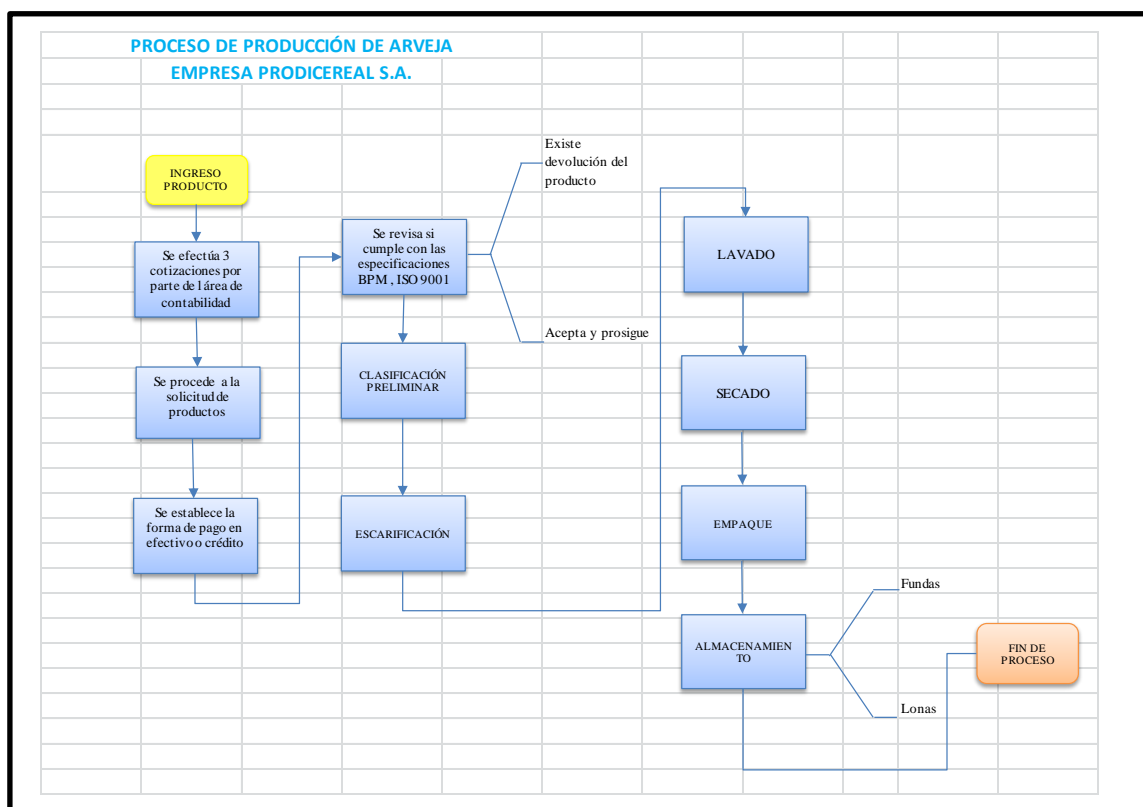 PROCESO DE PRODUCCIÓN DE ARVEJA
EMPRESA PRODICEREAL S.A.
INGRESO
PRODUCTO
Se efectúa 3
cotizaciones por
parte de l área de
contabilidad
Se procede a la
solicitud de
productos
Se establece la
forma de pago en
efectivo o crédito
Se revisa si
cumple con las
especificaciones
BPM , ISO 9001
Existe
devolución del
producto
Acepta y prosigue
CLASIFICACIÓN
PRELIMINAR
ESCARIFICACIÓN
LAVADO
SECADO
EMPAQUE
ALMACENAMIEN
TO
Fundas
Lonas
FIN DE
PROCESO